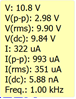 V: 10.8 V
V(p-p): 2.98 V
V(rms): 9.90 V
V(dc): 9.84 V
I: 322 uA
I(p-p): 993 uA
I(rms): 351 uA
I(dc): 5.88 nA
Freq.: 1.00 kHz